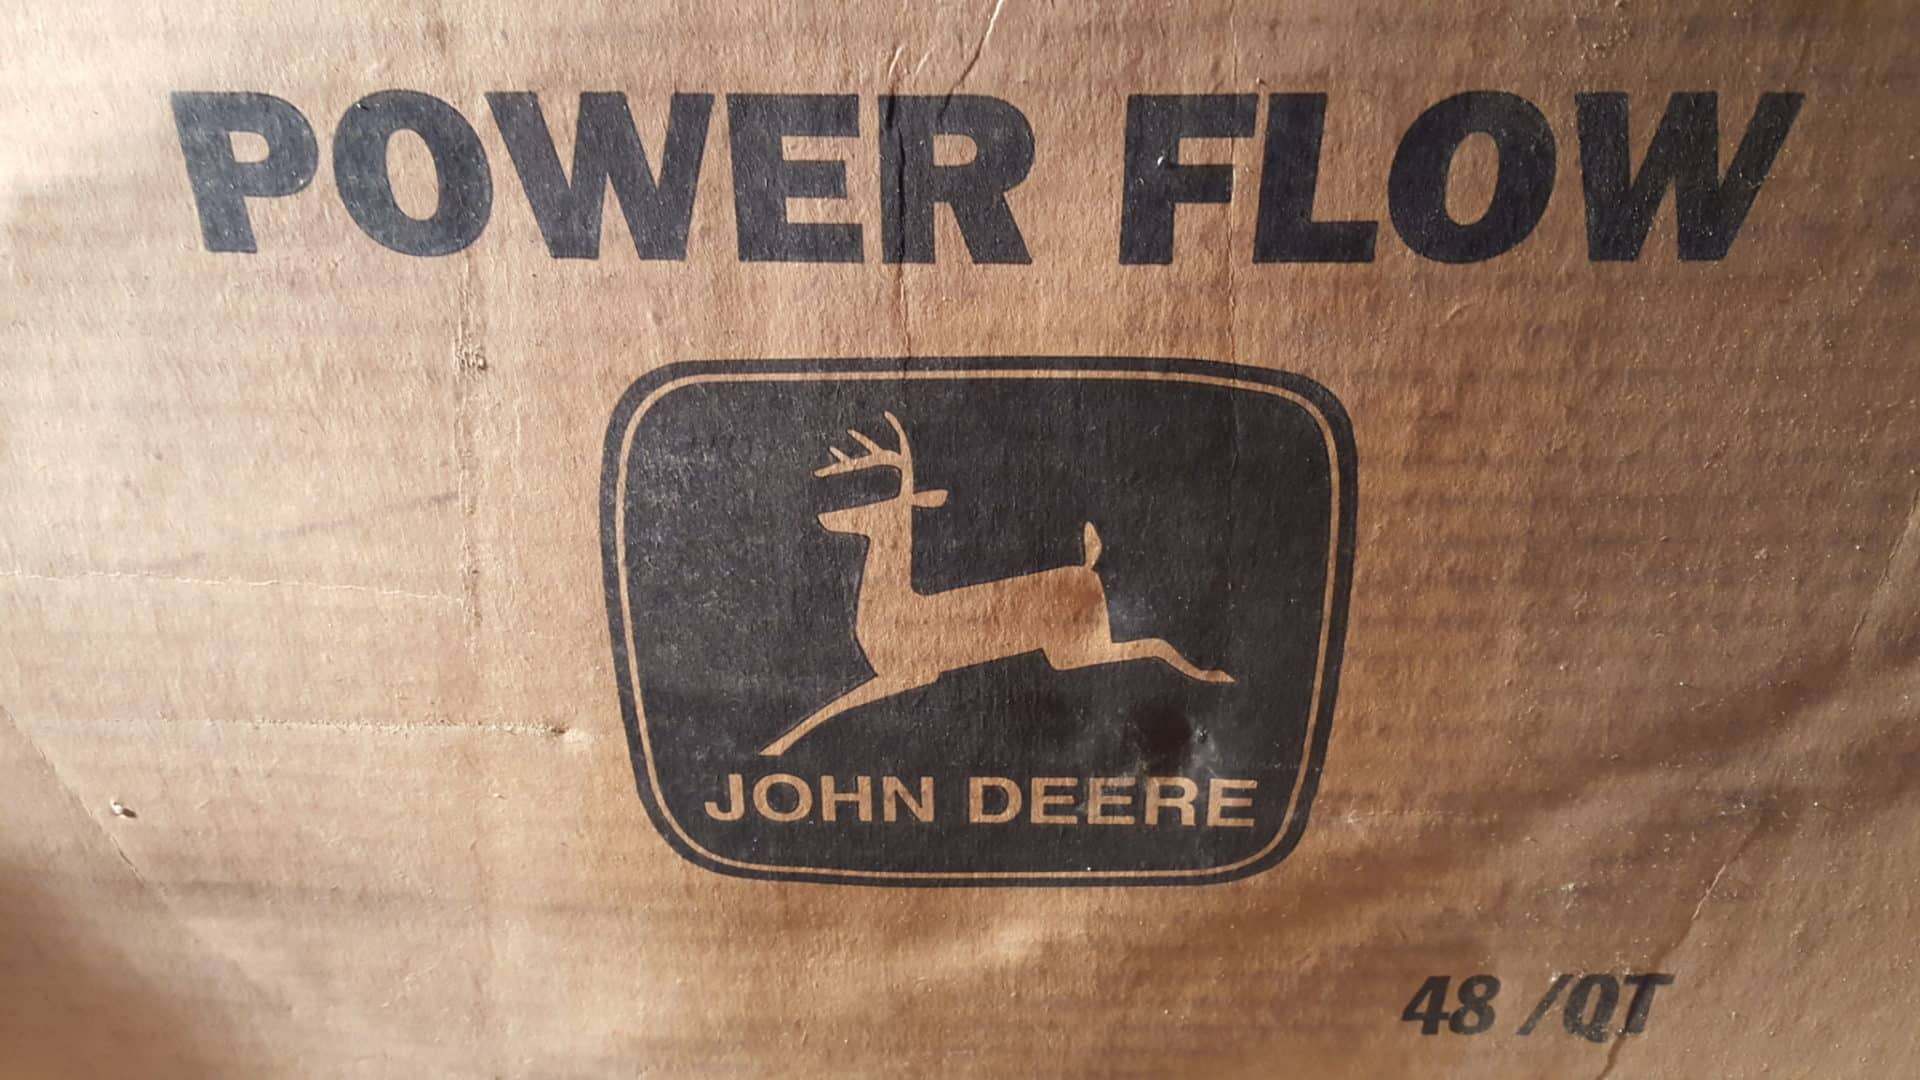 POWER FLOW
JOHN DEERE
48 /QT